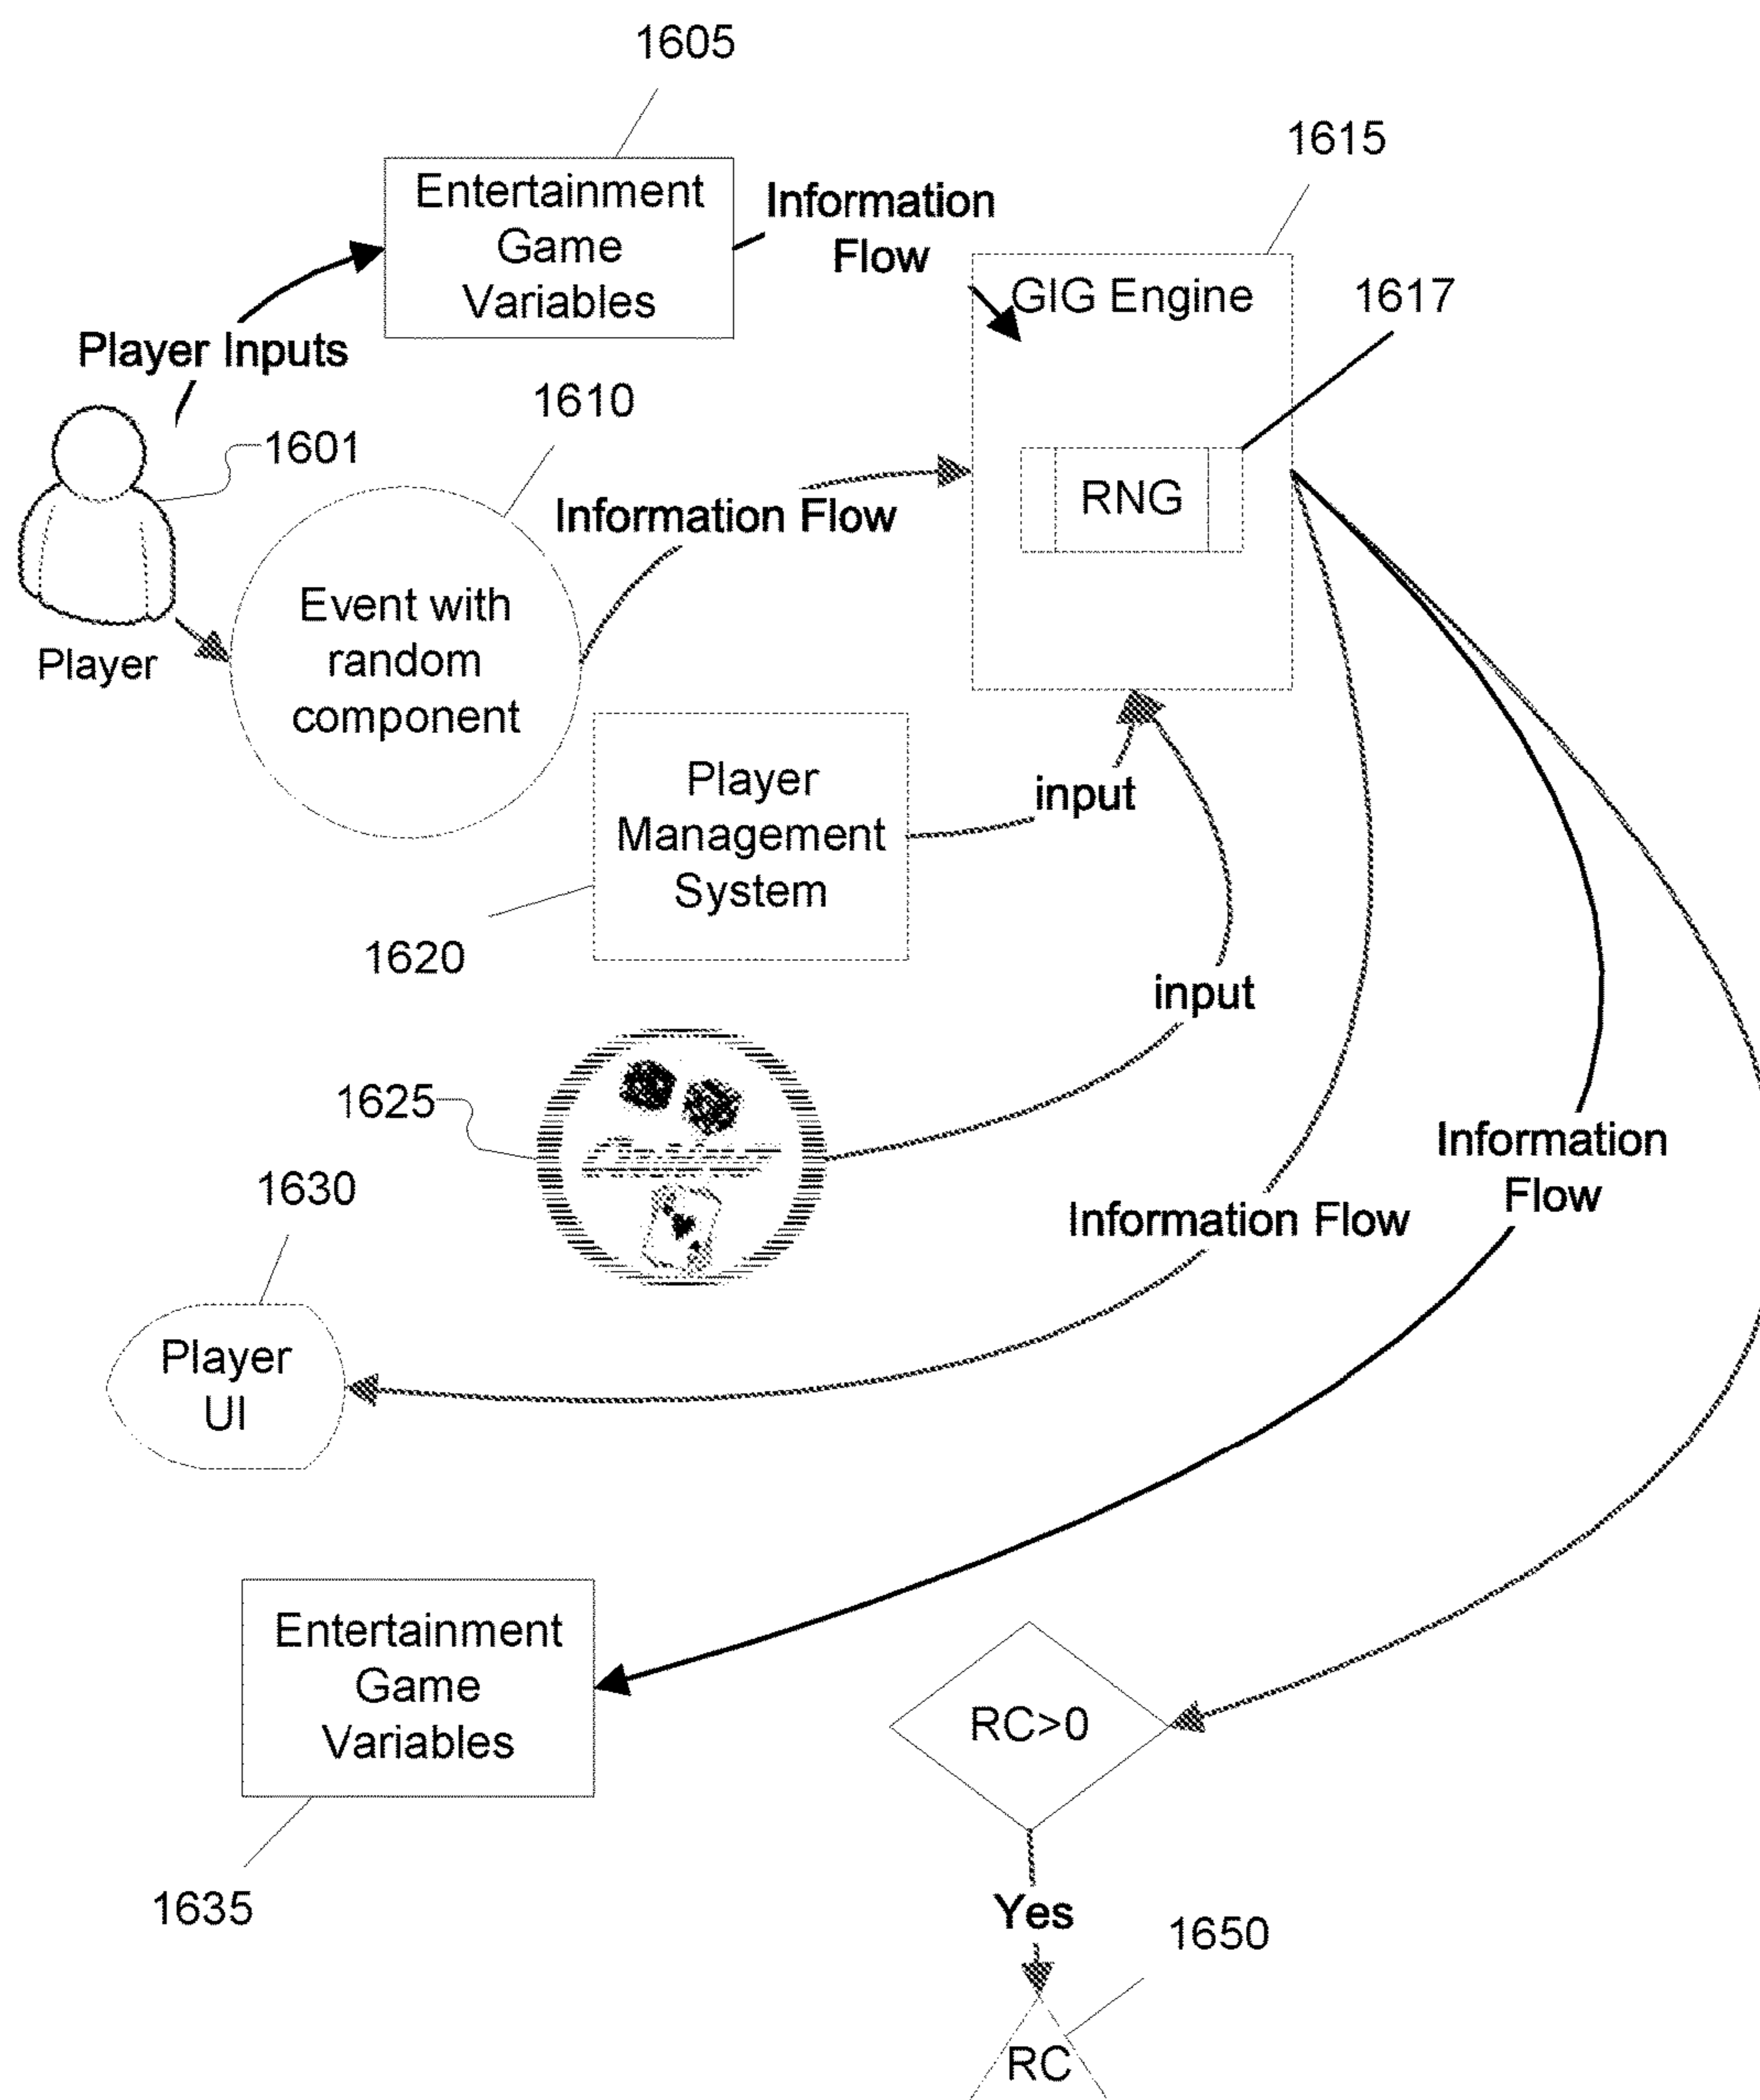 1605
1615
Entertainment
Game
Variables
Information
Flow
GIG Engine
1617
Player Inputs
1610
1601
RNG
Information Flow
Event with
random
component
Player
Player
Management
System
input
1620
input
1625
Information
Flow
1630
Information Flow
Player
UI
Entertainment
Game
Variables
RC>0
1635
Yes
1650
RC